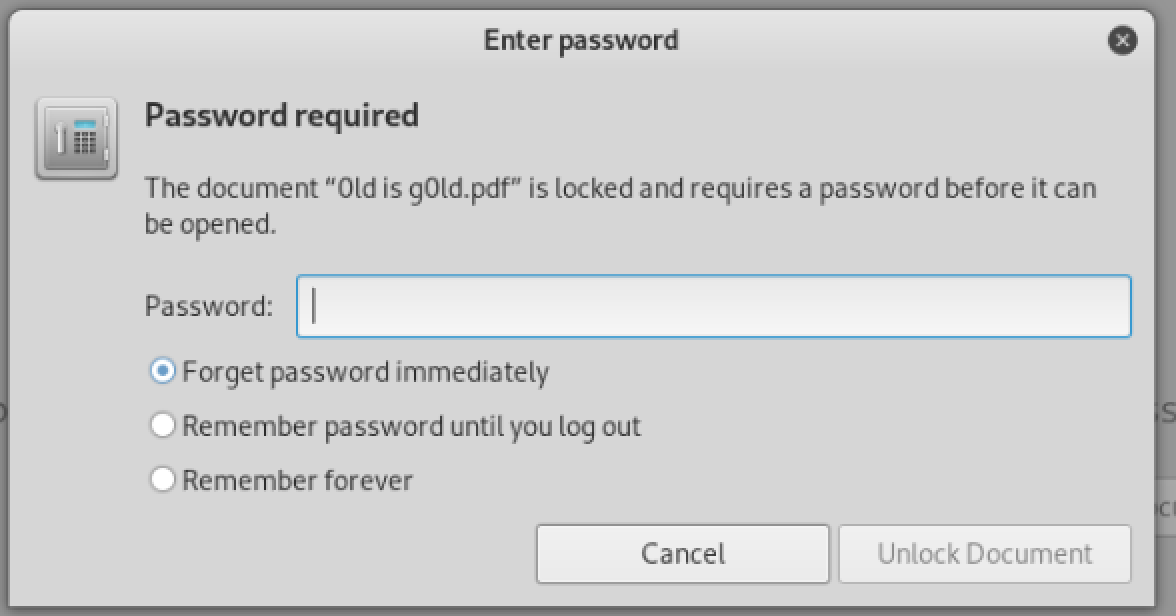 Enter password
Password required
The document “0ld is g0ld.pdf” is locked and requires a password before it can
be opened.
Password:
Forget password immediately
Remember password until you log out
Remember forever
Cancel
Unlock Document